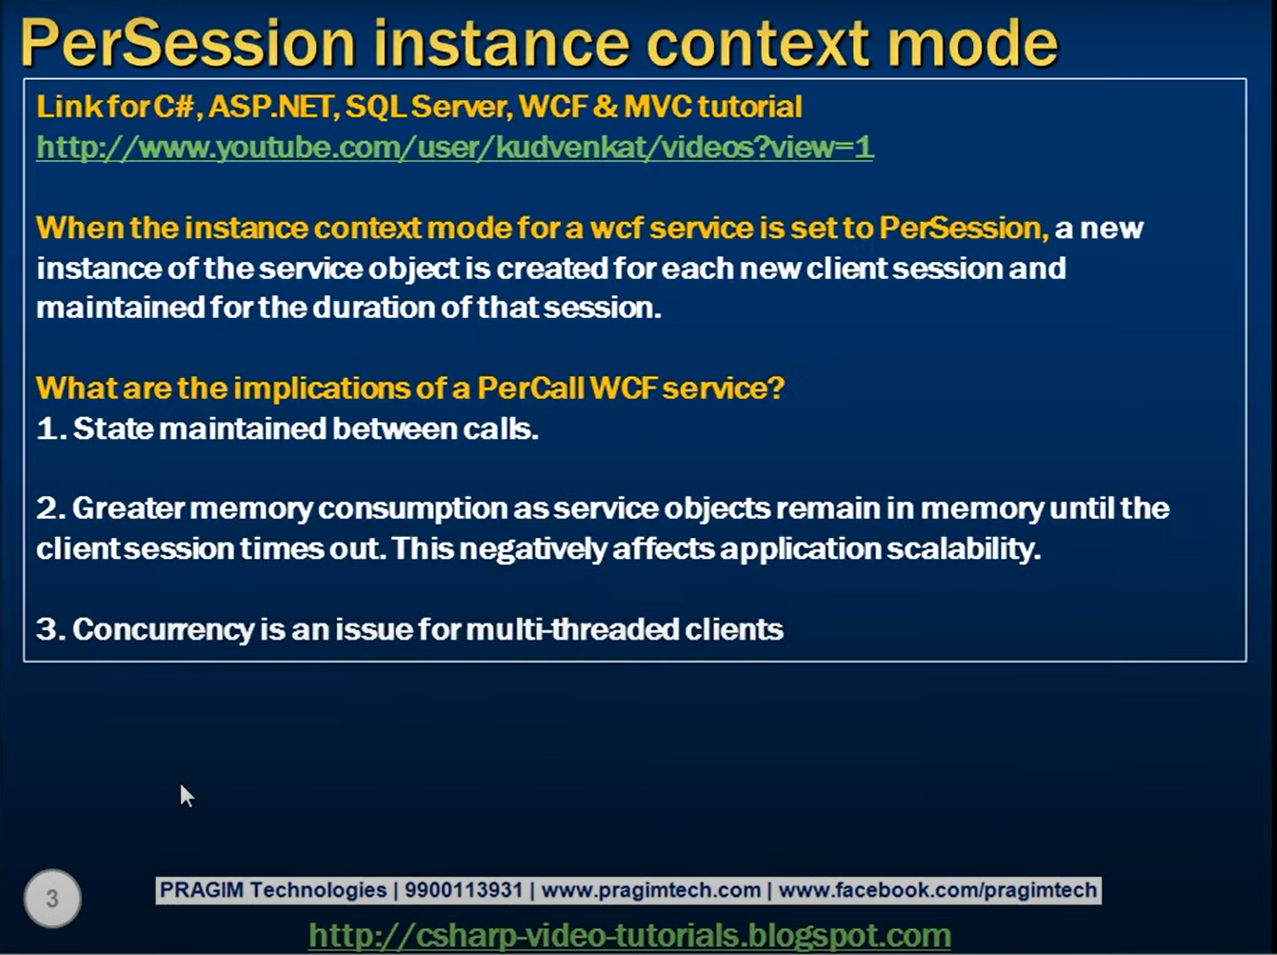 PerSession instance context mode
Link for C#, ASP.NET, SQL Server, WCF & MVC tutorial
http://www.youtube.com/user/kudvenkat/videos?view=1
When the instance context mode for a wcf service is set to PerSession, a new
instance of the service object is created for each new client session and
maintained for the duration of that session.
What are the implications of a PerCall WCF service?
1. State maintained between calls.
2. Greater memory consumption as service objects remain in memory until the
client session times out. This negatively affects application scalability.
3. Concurrency is an issue for multi-threaded clients
3
PRAGIM Technologies | 9900113931 | www.pragimtech.com | www.facebook.com/pragimtech
http://csharp-video-tutorials.blogspot.com